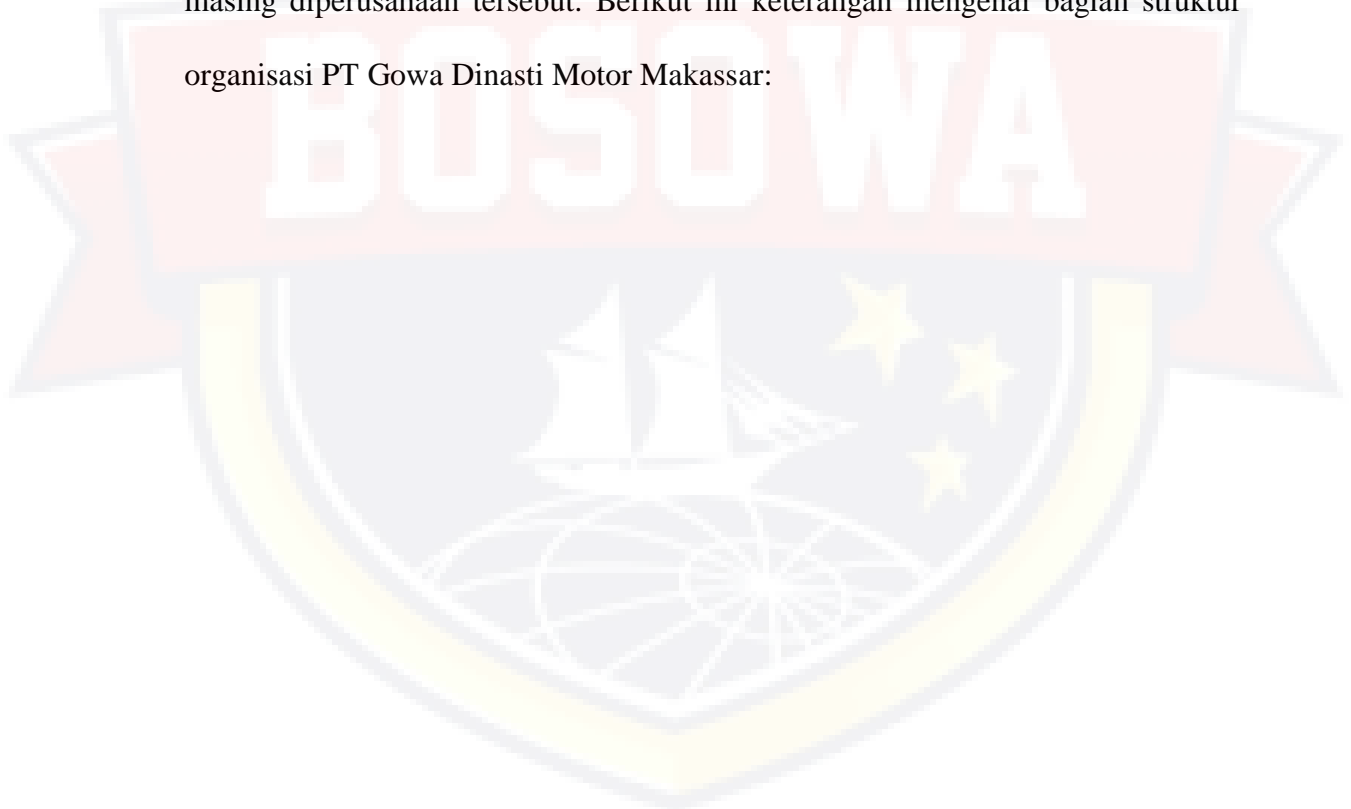 masing diperusahaan tersebut. Berikut ini keterangan mengenai bagian struktur
organisasi PT Gowa Dinasti Motor Makassar:
BOSOWA